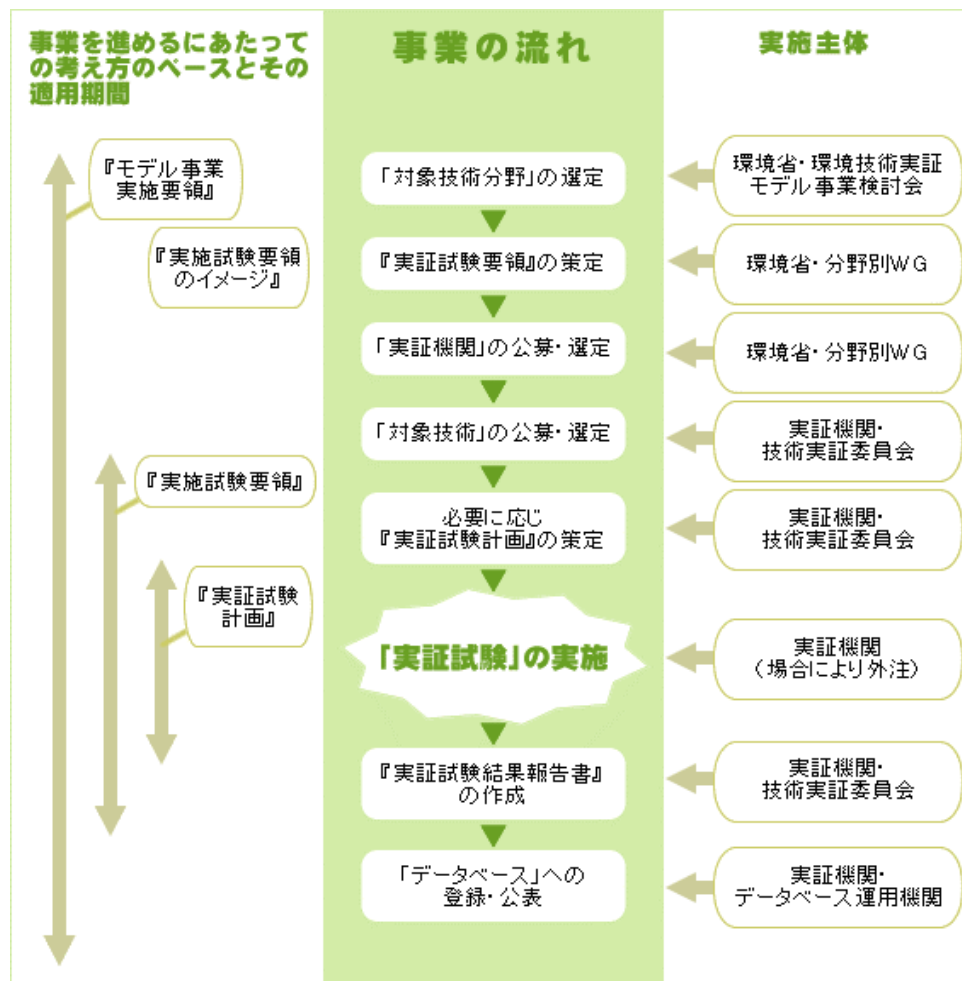 事業を進めるにあたって
の考え方のベースとその
適用期間
『モデル事業
実施要領』
『実施試験要領
のイメージ』
『実施試験要領』
『実証試験
計画』
事業の流れ
「対象技術分野」の選定
『実証試験要領』の策定
「実証機関」の公募・選定
「対象技術」の公募・選定
必要に応じ
『実証試験計画』の策定
「実証試験」の実施
『実証試験結果報告書』
の作成
「データベース」への
登録・公表
実施主体
環境省・環境技術実証
モデル事業検討会
環境省・分野別WG
環境省・分野別WG
実証機関・
技術実証委員会
実証機関・
技術実証委員会
実証機関
（場合により外注）
実証機関・
技術実証委員会
実証機関・
データベース運用機関